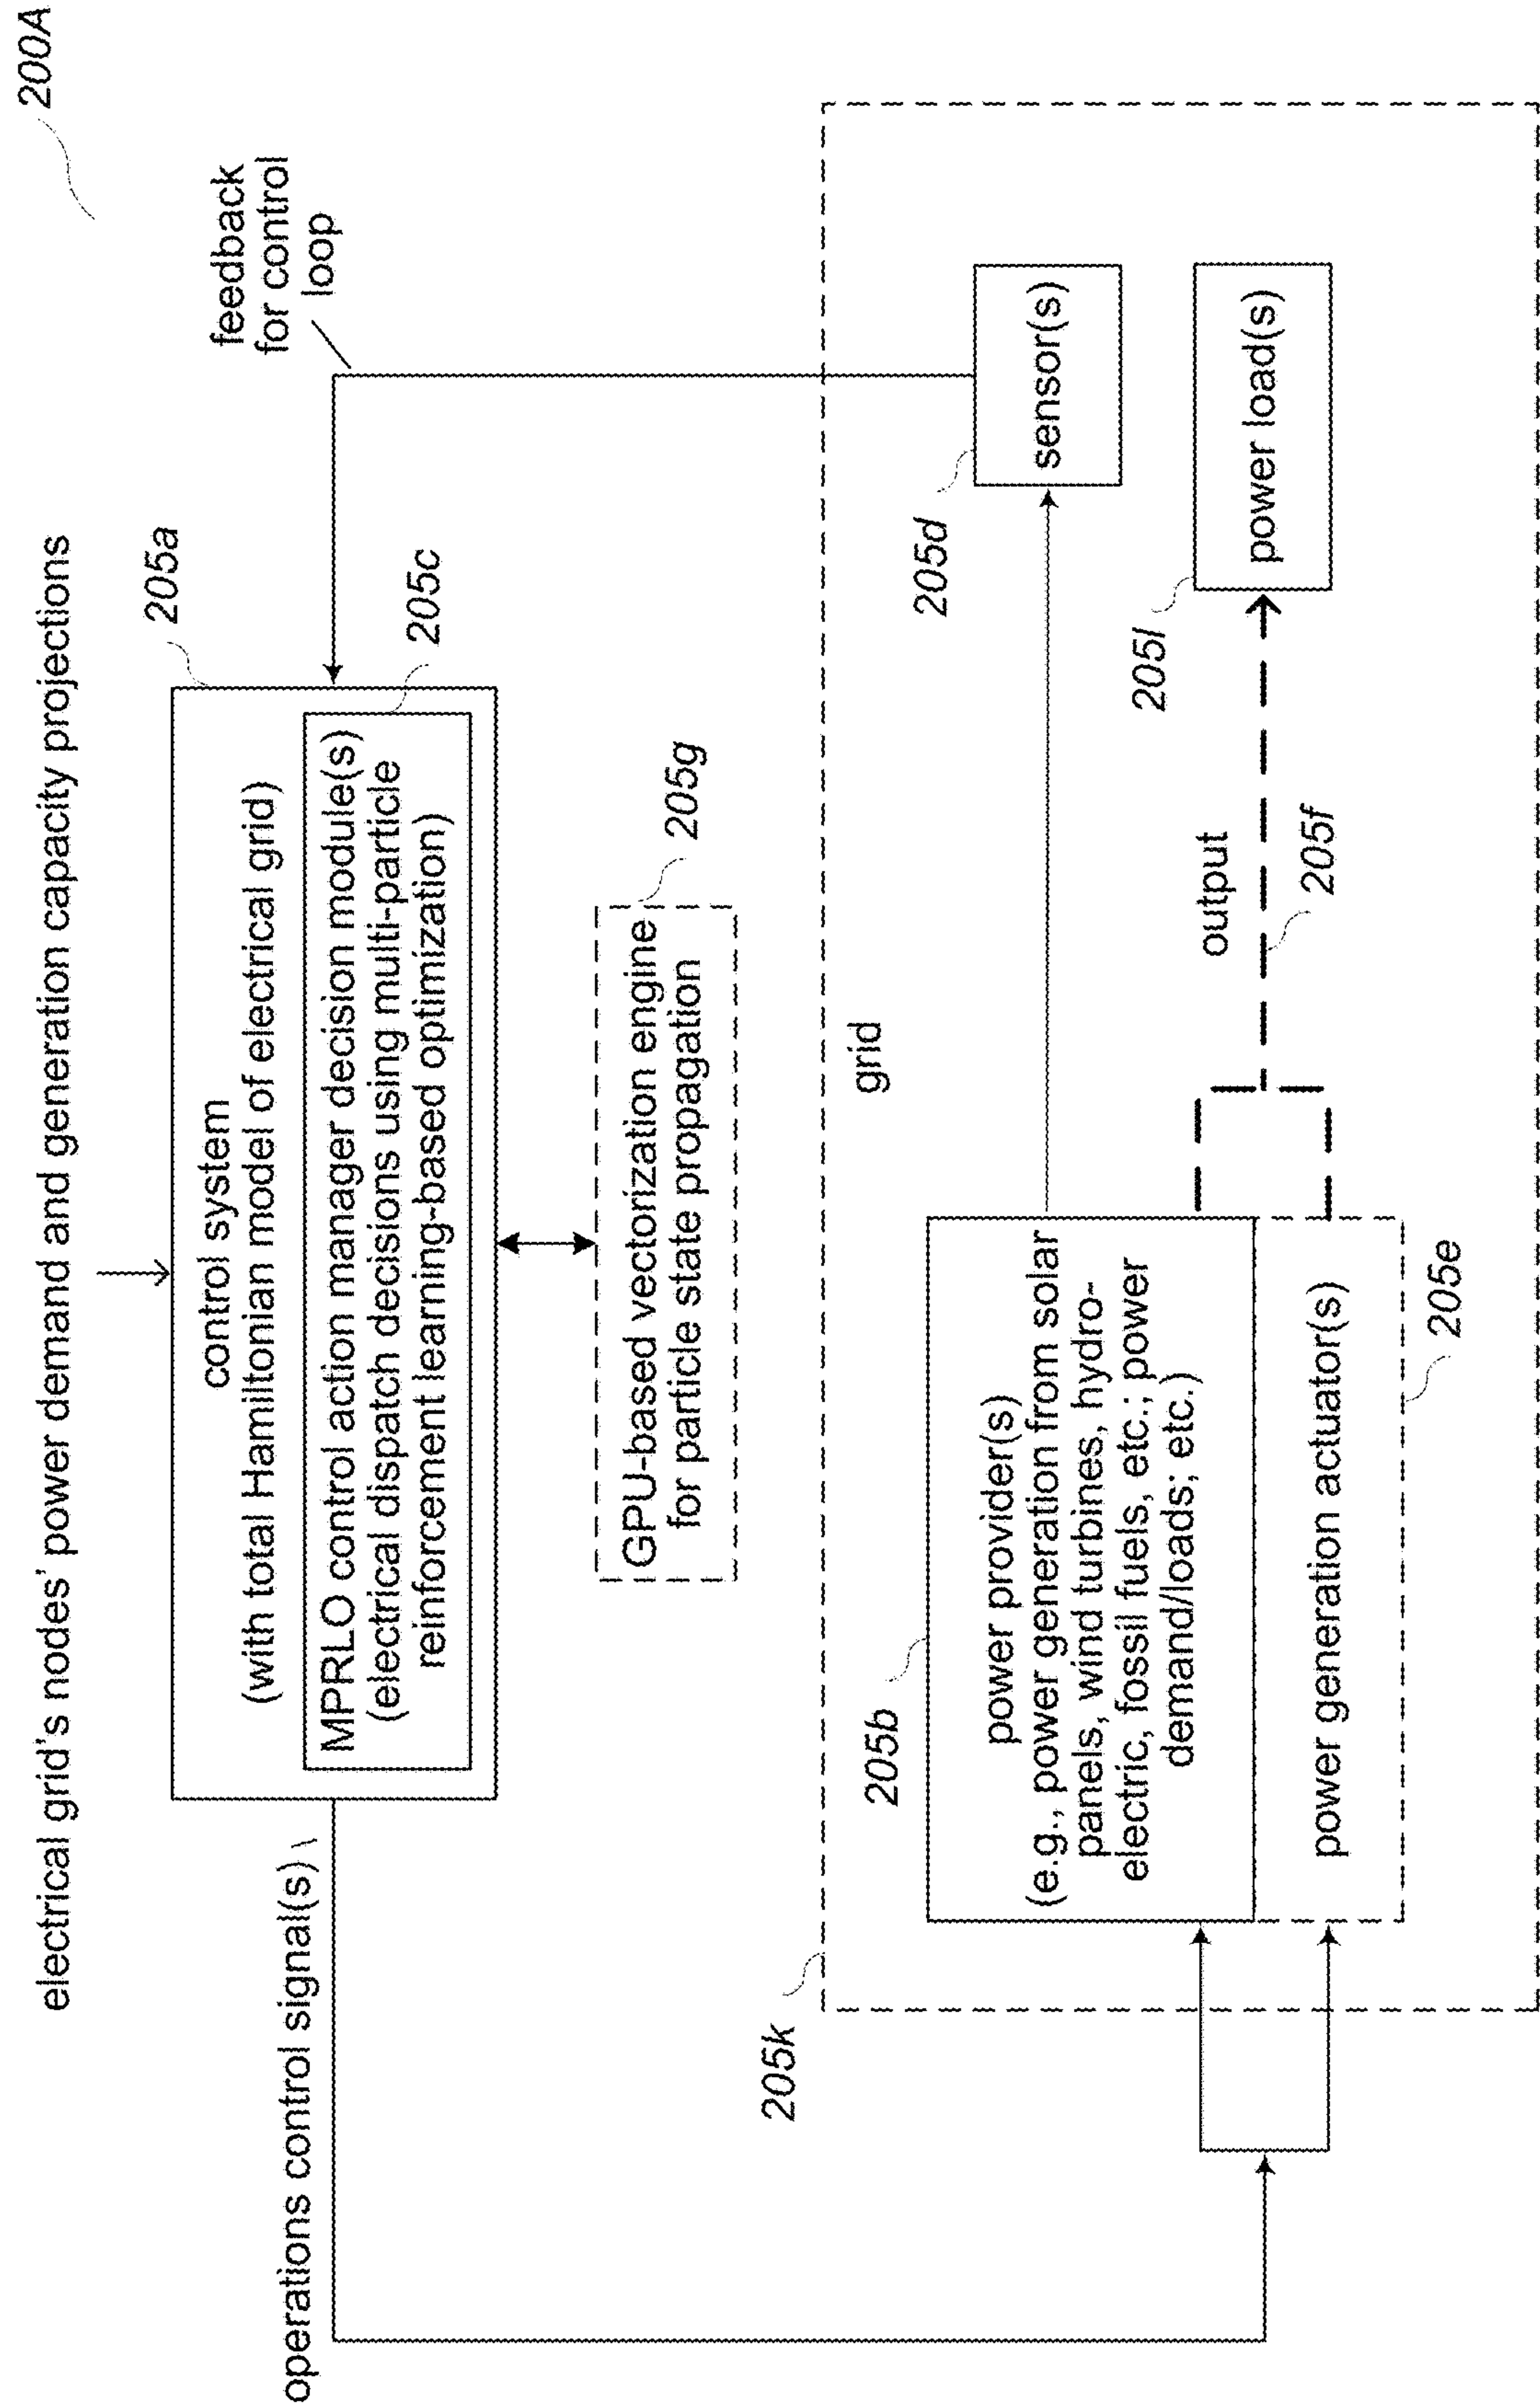 200A
electrical grid's nodes' power demand and generation capacity projections
205a
control system
(with total Hamiltonian model of electrical grid)
205c
MPRLO control action manager decision module(s)
(electrical dispatch decisions using multi-particle
reinforcement learning-based optimization)
feedback
for control
loop
operations control signal(s)
205g
GPU-based vectorization engine
for particle state propagation
205k
grid
205b
power provider(s)
(e.g., power generation from solar
panels, wind turbines, hydro-
electric, fossil fuels, etc.; power
demand/loads; etc.)
power generation actuator(s)
205e
205d
sensor(s)
output
205f
205l
power load(s)